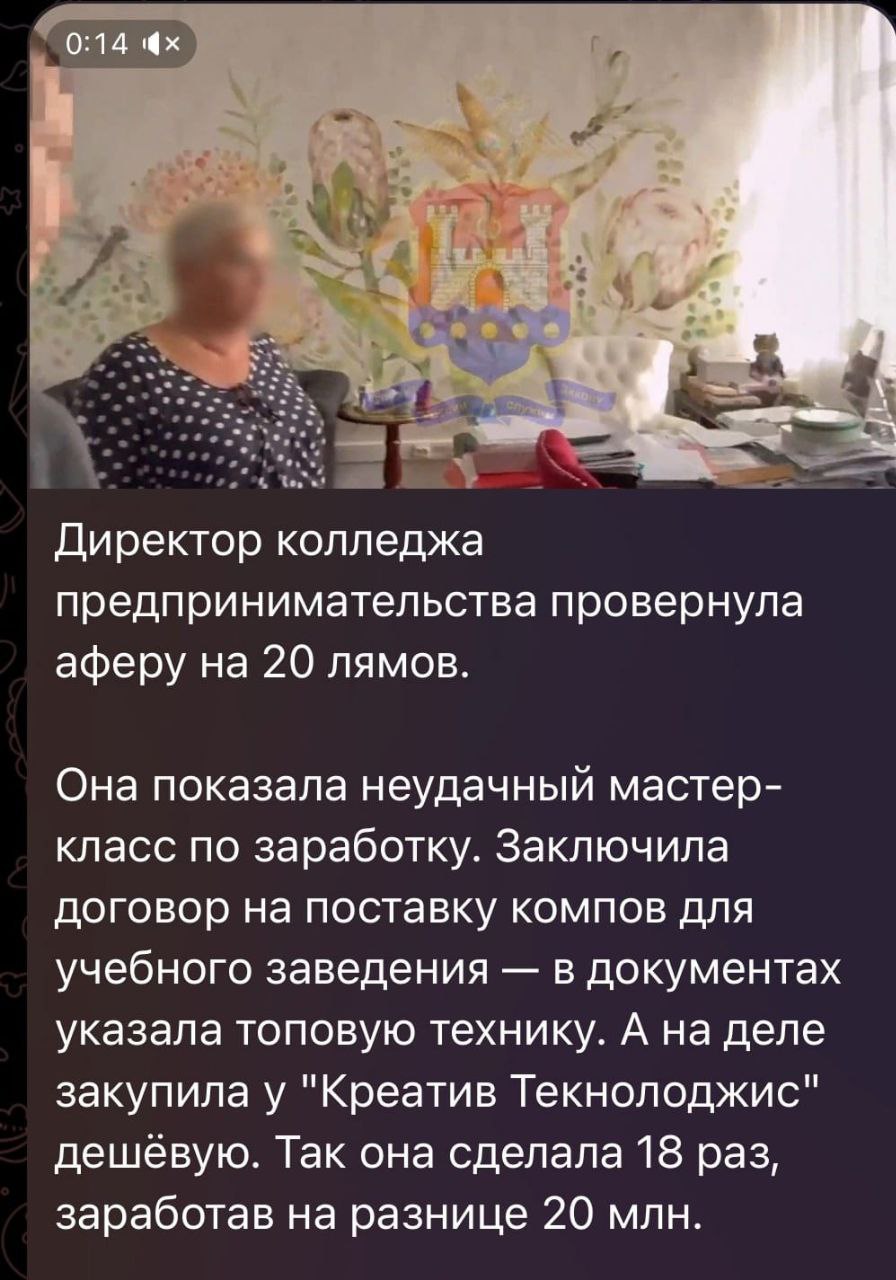 0:14
Директор колледжа
предпринимательства провернула
аферу на 20 лямов.
Она показала неудачный мастер-
класс по заработку. Заключила
договор на поставку компов для
учебного заведения — в документах
указала топовую технику. А на деле
закупила у "Креатив Текнолоджис"
дешёвую. Так она сделала 18 раз,
заработав на разнице 20 млн.